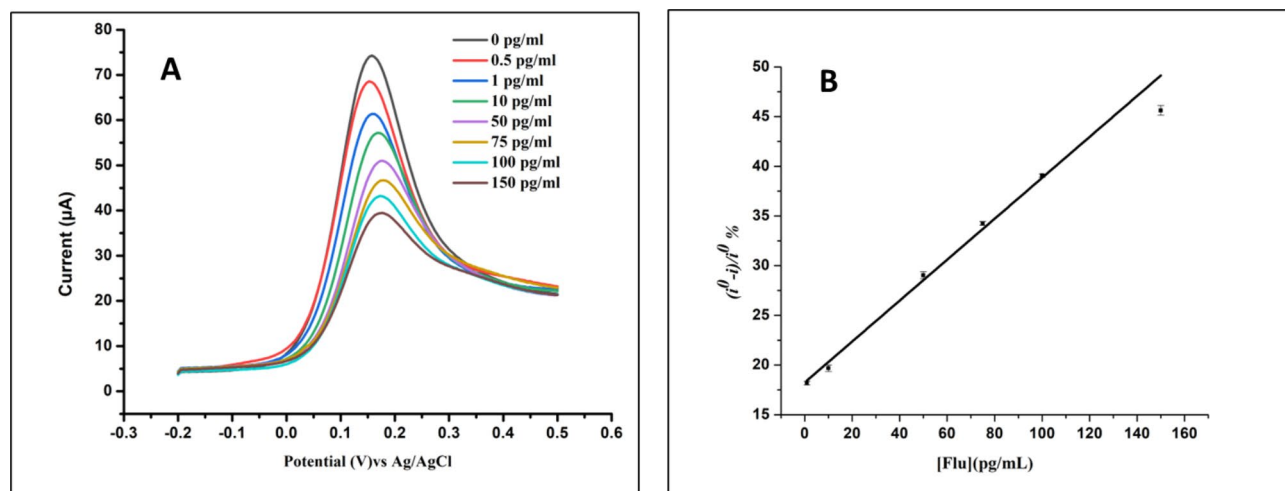 A
0 pg/ml
0.5 pg/ml
1 pg/ml
10 pg/ml
50 pg/ml
75 pg/ml
100 pg/ml
150 pg/ml
80
70
60
50
40
30
20
10
0
Current (µA)
-0.3 -0.2 -0.1 0.0 0.1 0.2 0.3 0.4 0.5 0.6
Potential (V)vs Ag/AgCl
B
50
45
40
35
30
25
20
15
(i⁰-i)/i⁰ %
0 20 40 60 80 100 120 140 160
[Flu](pg/mL)